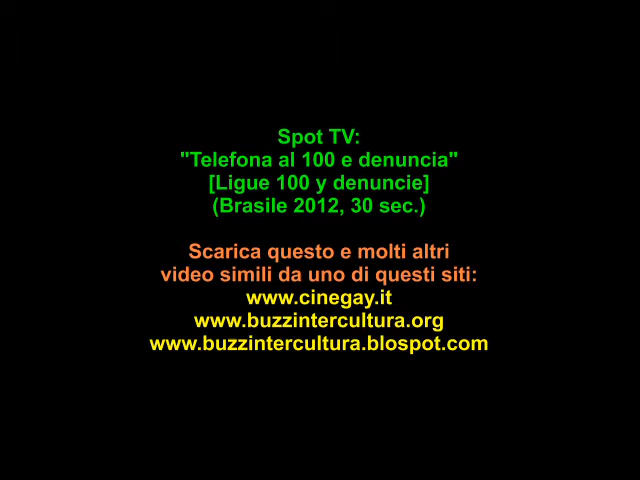 Spot TV:
"Telefona al 100 e denuncia"
[Ligue 100 y denuncie]
(Brasile 2012, 30 sec.)
Scarica questo e molti altri
video simili da uno di questi siti:
www.cinegay.it
www.buzzintercultura.org
www.buzzintercultura.blospot.com